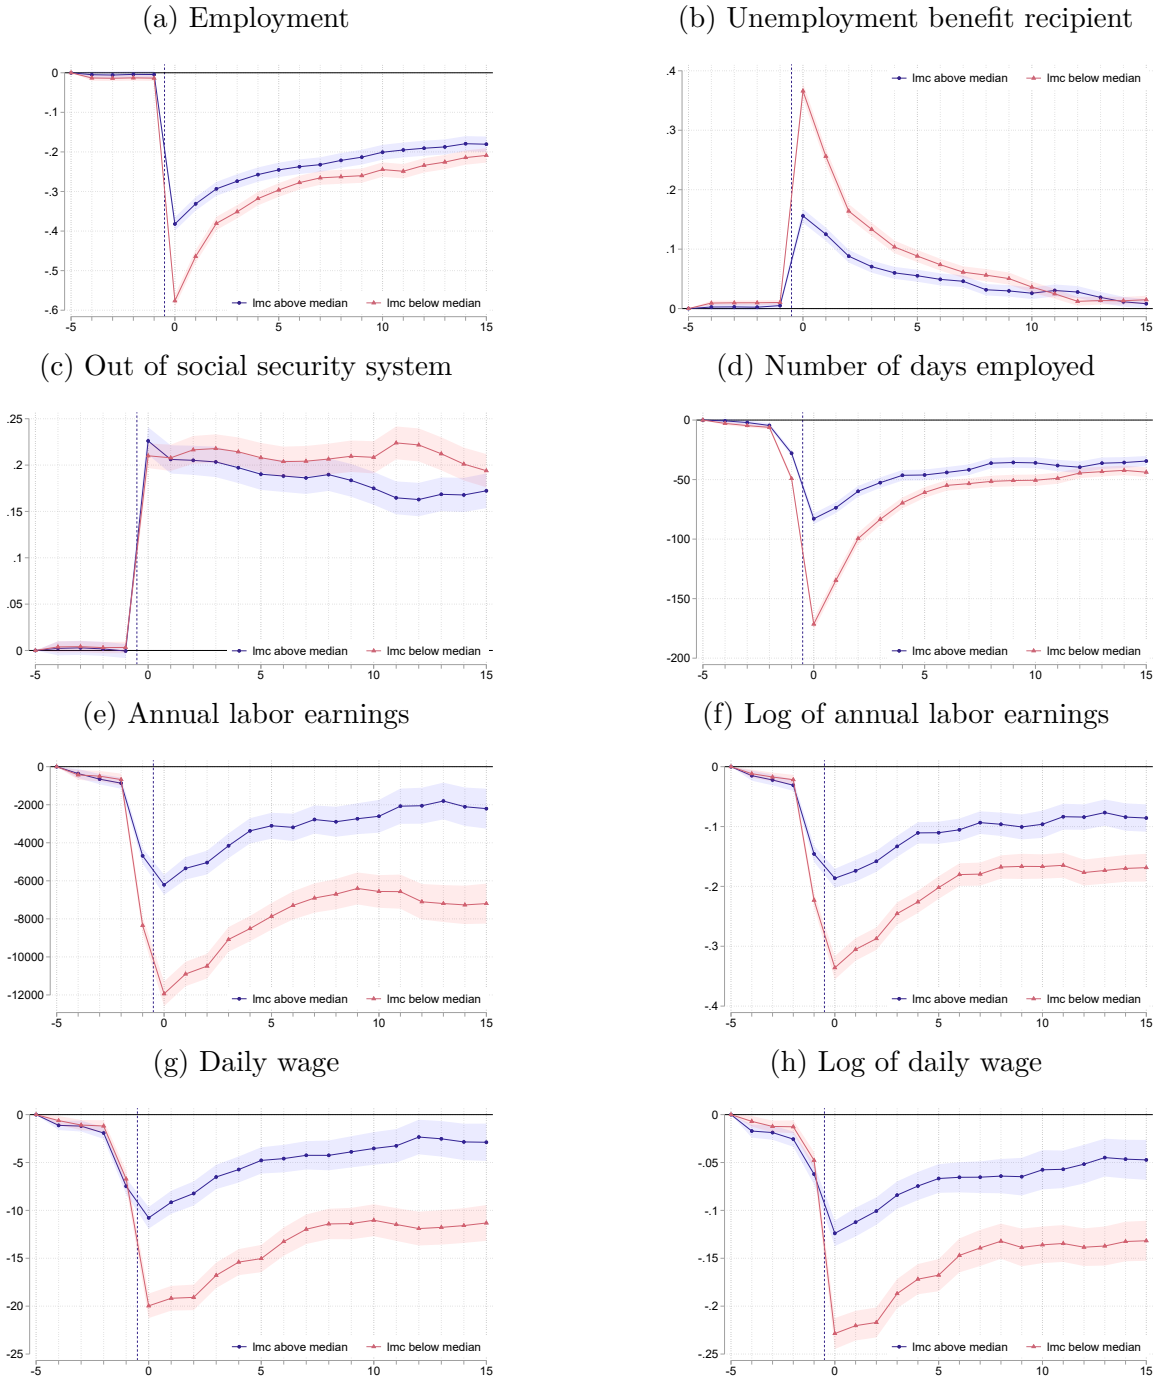 (a) Employment
0
-.1
-.2
-.3
-.4
-.5
-.6
lmc above median lmc below median
-5 0 5 10 15
(b) Unemployment benefit recipient
.4
.3
.2
.1
0
lmc above median lmc below median
-5 0 5 10 15
(c) Out of social security system
.25
.2
.15
.1
.05
0
lmc above median lmc below median
-5 0 5 10 15
(d) Number of days employed
0
-50
-100
-150
-200
lmc above median lmc below median
-5 0 5 10 15
(e) Annual labor earnings
0
-2000
-4000
-6000
-8000
-10000
-12000
lmc above median lmc below median
-5 0 5 10 15
(f) Log of annual labor earnings
0
-.1
-.2
-.3
-.4
lmc above median lmc below median
-5 0 5 10 15
(g) Daily wage
0
-5
-10
-15
-20
-25
lmc above median lmc below median
-5 0 5 10 15
(h) Log of daily wage
0
-.05
-.1
-.15
-.2
-.25
lmc above median lmc below median
-5 0 5 10 15